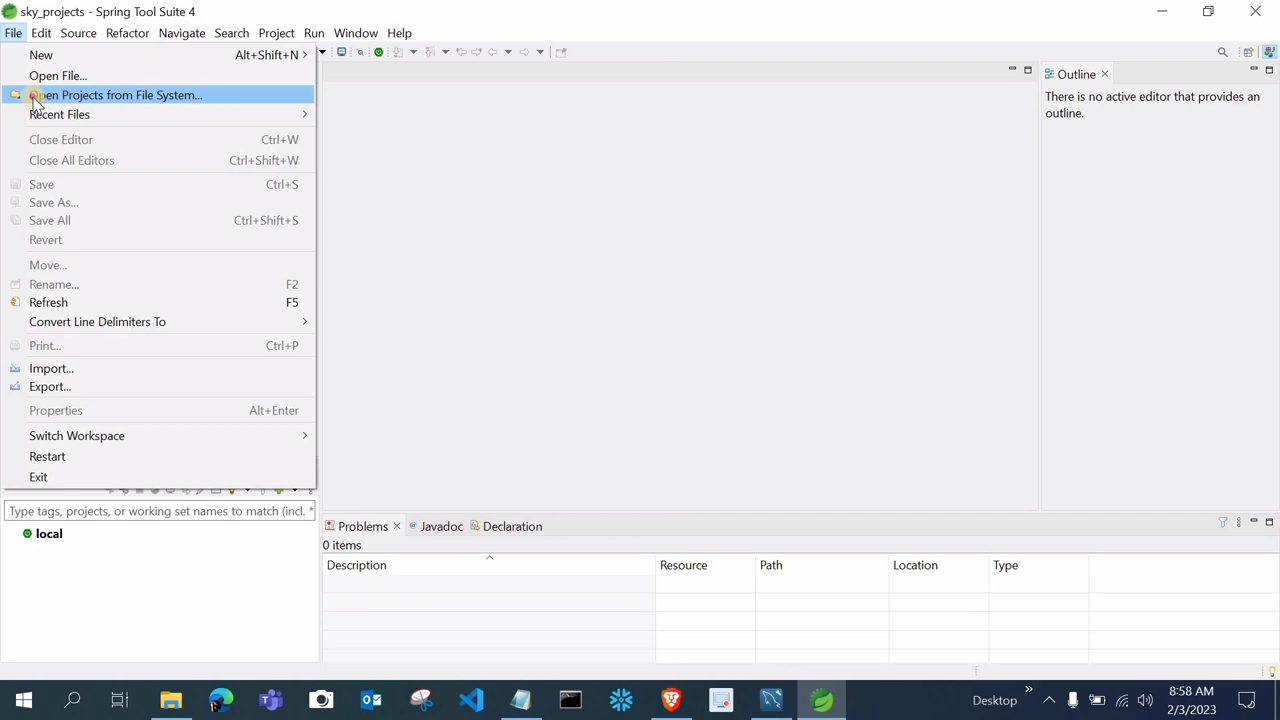 sky_projects - Spring Tool Suite 4
File Edit Source Refactor Navigate Search Project Run Window Help
New Alt+Shift+N
Open File...
Open Projects from File System...
Recent Files
Close Editor Ctrl+W
Close All Editors Ctrl+Shift+W
Save Ctrl+S
Save As...
Save All Ctrl+Shift+S
Revert
Move...
Rename... F2
Refresh F5
Convert Line Delimiters To
Print... Ctrl+P
Import...
Export...
Properties Alt+Enter
Switch Workspace
Restart
Exit
Type tags, projects, or working set names to match (incl. *
local
Outline
There is no active editor that provides an
outline.
Problems Javadoc Declaration
0 items
Description Resource Path Location Type
Desktop
8:58 AM
2/3/2023